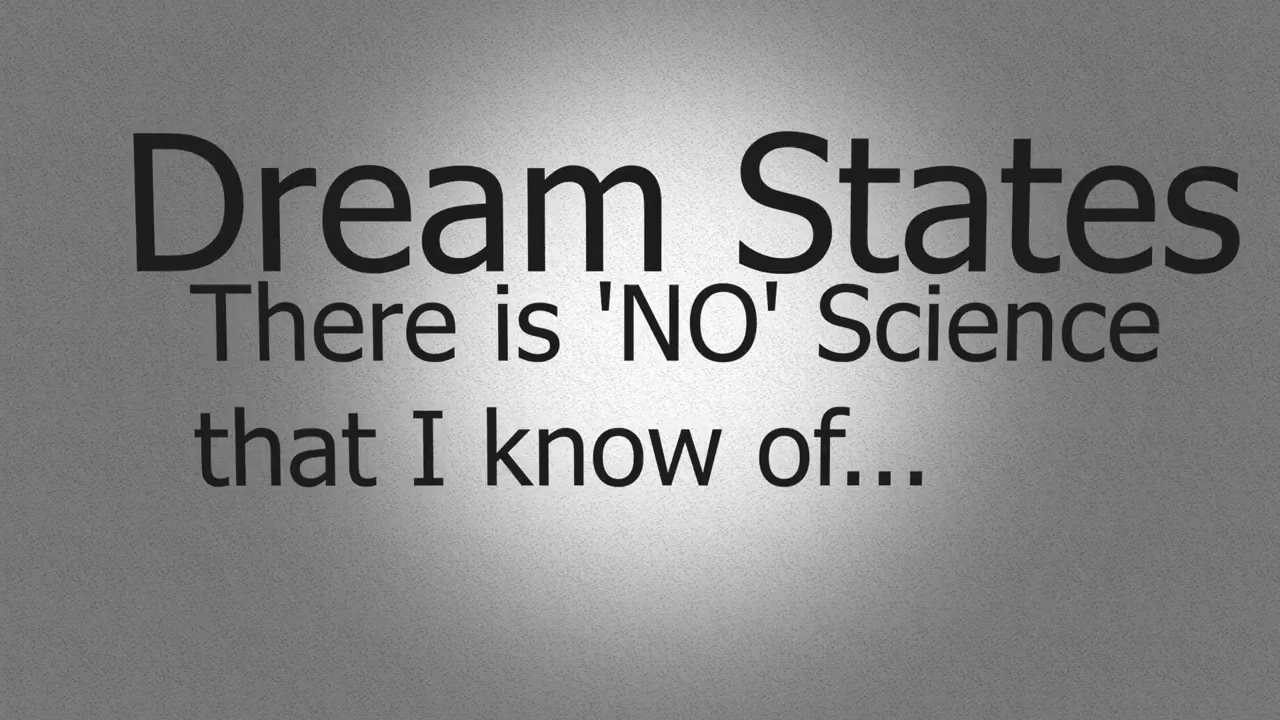 Dream States
There is 'NO' Science
that I know of...